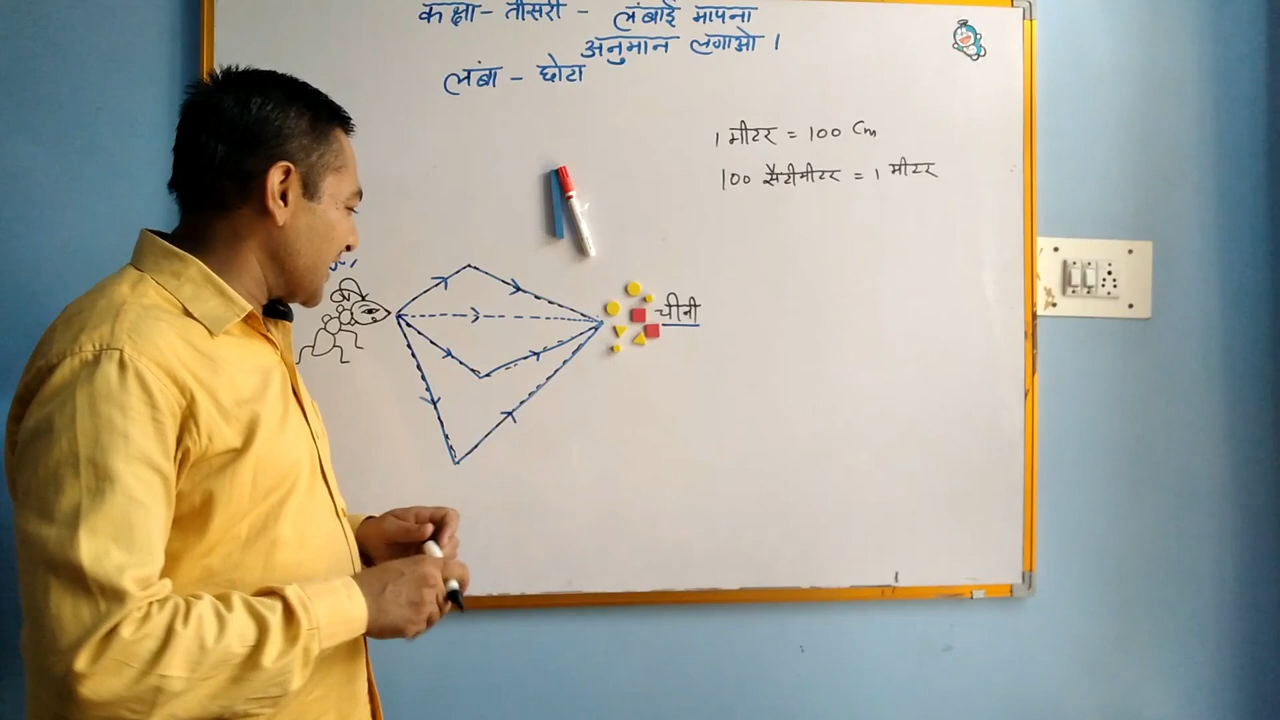 कक्षा - तीसरी - लंबाई मापना
अनुमान लगाओ ।
लंबा - छोटा
1 मीटर = 100 Cm
100 सैंटीमीटर = 1 मीटर
चीनी